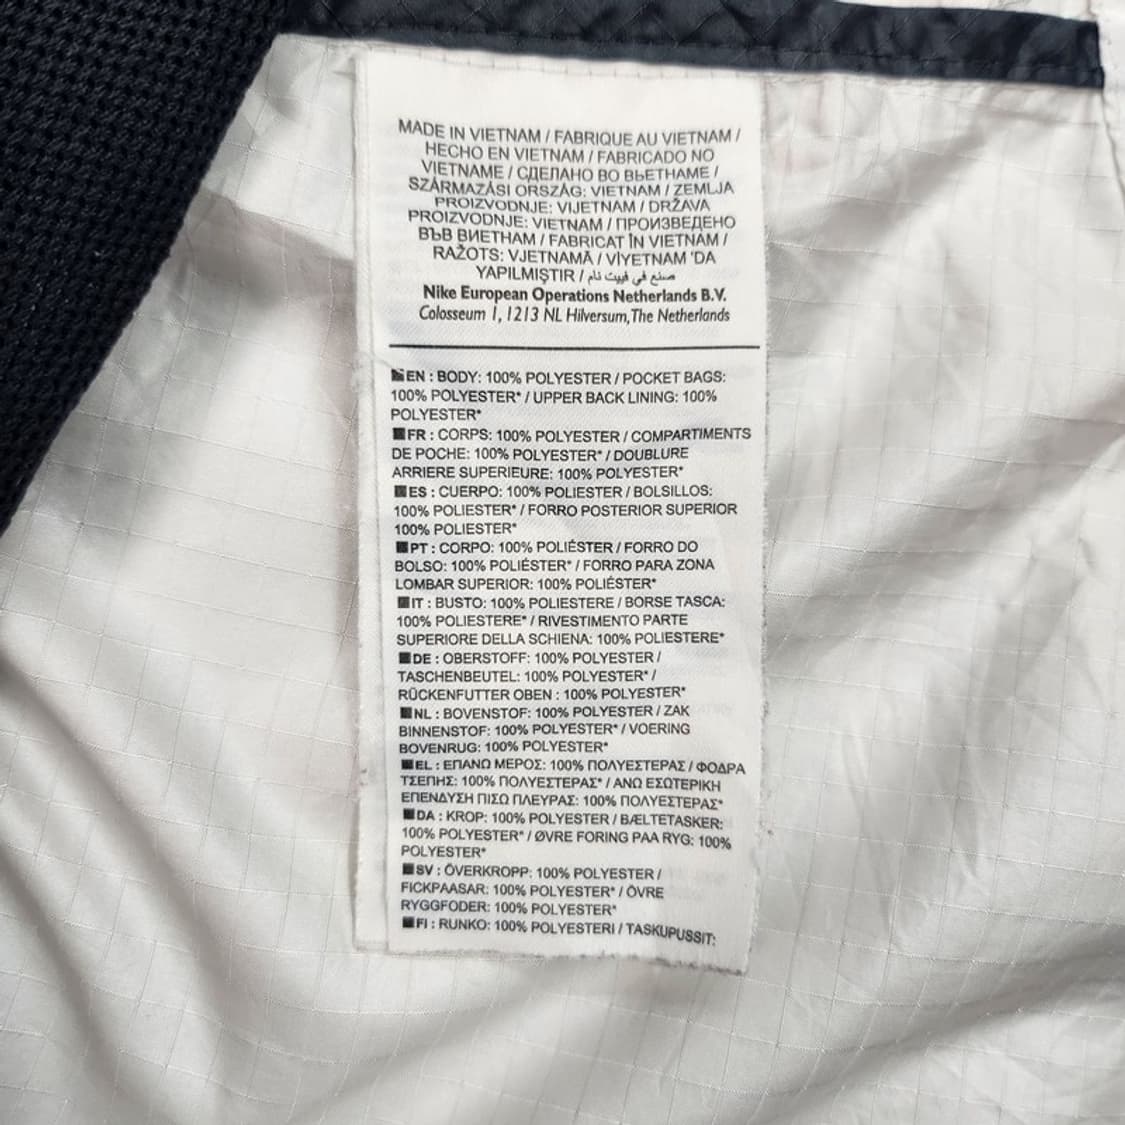 MADE IN VIETNAM / FABRIQUE AU VIETNAM /
HECHO EN VIETNAM / FABRICADO NO
VIETNAME / СДЕЛАНО ВО ВЬЕТНАМЕ /
SZÁRMAZÁSI ORSZÁG: VIETNAM / ZEMLJA
PROIZVODNJE: VIJETNAM / DRŽAVA
PROIZVODNJE: VIETNAM / ПРОИЗВЕДЕНО
ВЪВ ВИЕТНАМ / FABRICAT ÎN VIETNAM /
RAŽOTS: VJETNAMĀ / VİYETNAM 'DA
YAPILMIŞTIR / صنع في فييت نام
Nike European Operations Netherlands B.V.
Colosseum 1, 1213 NL Hilversum, The Netherlands
EN : BODY: 100% POLYESTER / POCKET BAGS:
100% POLYESTER* / UPPER BACK LINING: 100%
POLYESTER*
FR : CORPS: 100% POLYESTER / COMPARTIMENTS
DE POCHE: 100% POLYESTER* / DOUBLURE
ARRIERE SUPERIEURE: 100% POLYESTER*
ES : CUERPO: 100% POLIESTER / BOLSILLOS:
100% POLIESTER* / FORRO POSTERIOR SUPERIOR
100% POLIESTER*
PT : CORPO: 100% POLIÉSTER / FORRO DO
BOLSO: 100% POLIÉSTER* / FORRO PARA ZONA
LOMBAR SUPERIOR: 100% POLIÉSTER*
IT : BUSTO: 100% POLIESTERE / BORSE TASCA:
100% POLIESTERE* / RIVESTIMENTO PARTE
SUPERIORE DELLA SCHIENA: 100% POLIESTERE*
DE : OBERSTOFF: 100% POLYESTER /
TASCHENBEUTEL: 100% POLYESTER* /
RÜCKENFUTTER OBEN : 100% POLYESTER*
NL : BOVENSTOF: 100% POLYESTER / ZAK
BINNENSTOF: 100% POLYESTER* / VOERING
BOVENRUG: 100% POLYESTER*
EL : ΕΠΑΝΩ ΜΕΡΟΣ: 100% ΠΟΛΥΕΣΤΕΡΑΣ / ΦΟΔΡΑ
ΤΣΕΠΗΣ: 100% ΠΟΛΥΕΣΤΕΡΑΣ* / ΑΝΩ ΕΣΩΤΕΡΙΚΗ
ΕΠΕΝΔΥΣΗ ΠΙΣΩ ΠΛΕΥΡΑΣ: 100% ΠΟΛΥΕΣΤΕΡΑΣ*
DA : KROP: 100% POLYESTER / BÆLTETASKER:
100% POLYESTER* / ØVRE FORING PAA RYG: 100%
POLYESTER*
SV : ÖVERKROPP: 100% POLYESTER /
FICKPAASAR: 100% POLYESTER* / ÖVRE
RYGGFODER: 100% POLYESTER*
FI : RUNKO: 100% POLYESTERI / TASKUPUSSIT: